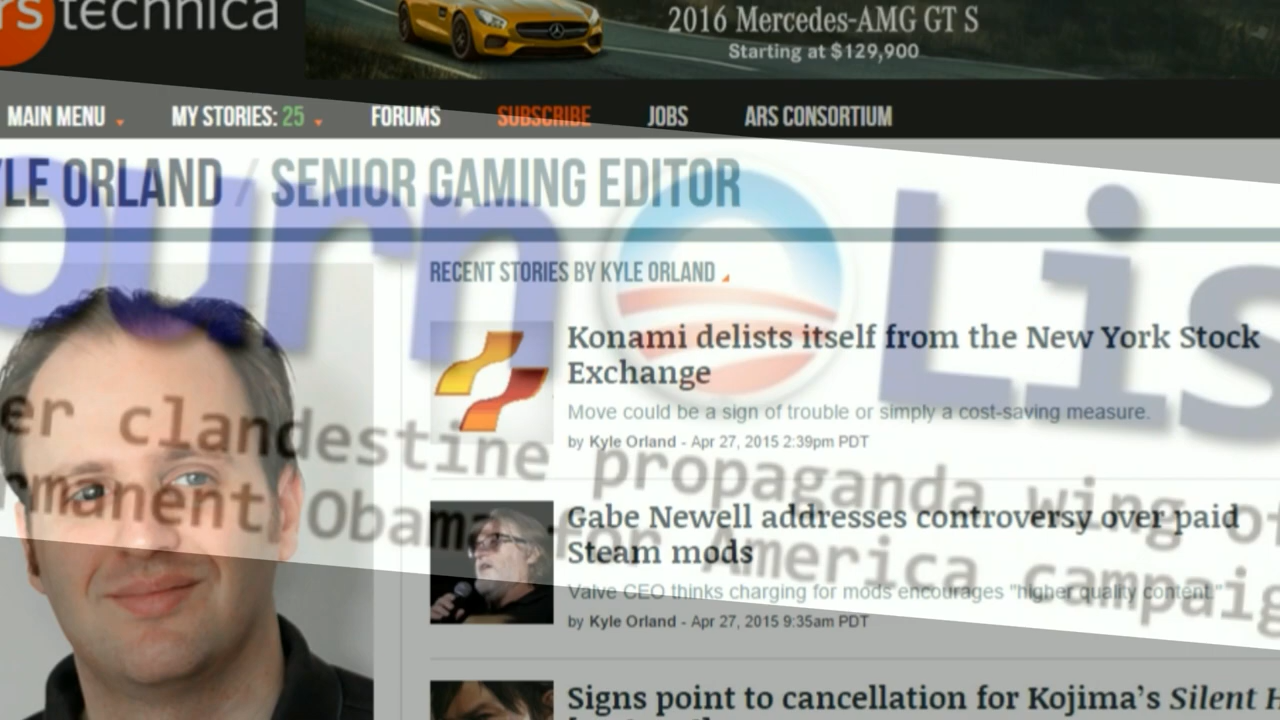 rs technica
2016 Mercedes-AMG GT S
Starting at $129,900
MAIN MENU
MY STORIES: 25
FORUMS
SUBSCRIBE
JOBS
ARS CONSORTIUM
YLE ORLAND / SENIOR GAMING EDITOR
ourn Lis
RECENT STORIES BY KYLE ORLAND
Konami delists itself from the New York Stock
Exchange
Move could be a sign of trouble or simply a cost-saving measure.
by Kyle Orland - Apr 27, 2015 2:39pm PDT
er clandestine propaganda wing of
rmanent Obama for America campaig
Gabe Newell addresses controversy over paid
Steam mods
Valve CEO thinks charging for mods encourages "higher quality content."
by Kyle Orland - Apr 27, 2015 9:35am PDT
Signs point to cancellation for Kojima's Silent H